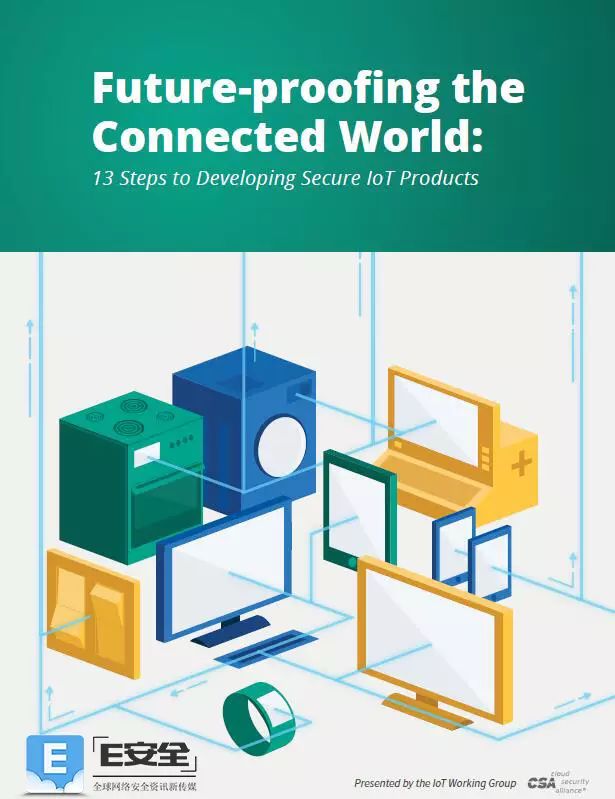 Future-proofing the
Connected World:
13 Steps to Developing Secure IoT Products
E
E安全
全球网络安全资讯新传媒
Presented by the IoT Working Group
CSA cloud
security
alliance®